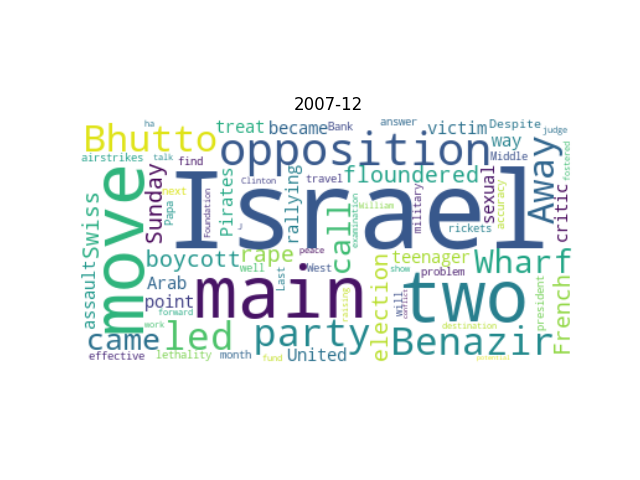 2007-12
ha
answer
Despite
judge
Bhutto
treat
became
Bank
victim
way
opposition
airstrikes
talk
find
Middle
fostered
Away
floundered
Clinton
travel
sexual
accuracy
critic
Swiss
move
Sunday
next
Papa
Foundation
Pirates
Israel
rallying
call
William
examination
military
rickets
assault
boycott
rape
well
peace
West
Last
election
teenager
problem
Wharf
French
Arab
point
main
show
raising
will
conflict
two
president
forward
work
came
led
party
destination
Benazir
effective
lethality
month
fund
United
potential